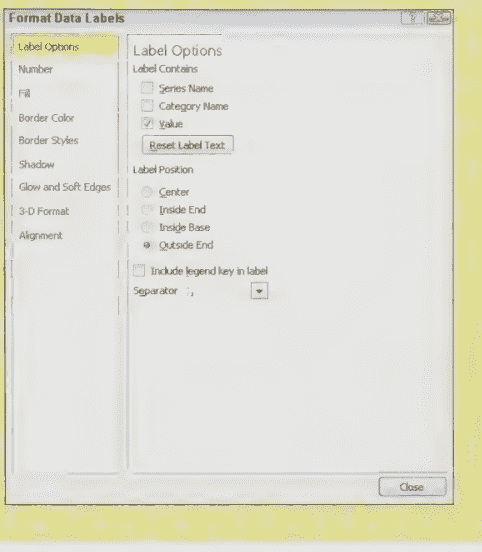 Format Data Labels
Label Options
Number
Fill
Border Color
Border Styles
Shadow
Glow and Soft Edges
3-D Format
Alignment
Label Options
Label Contains
Series Name
Category Name
Value
Reset Label Text
Label Position
Center
Inside End
Inside Base
Outside End
Include legend key in label
Separator ,
Close